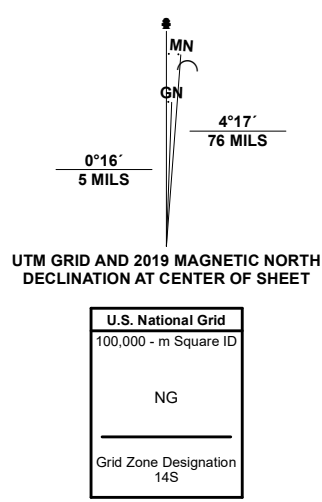 MN
GN
4°17´
76 MILS
0°16´
5 MILS
UTM GRID AND 2019 MAGNETIC NORTH
DECLINATION AT CENTER OF SHEET
U.S. National Grid
100,000 - m Square ID
NG
Grid Zone Designation
14S